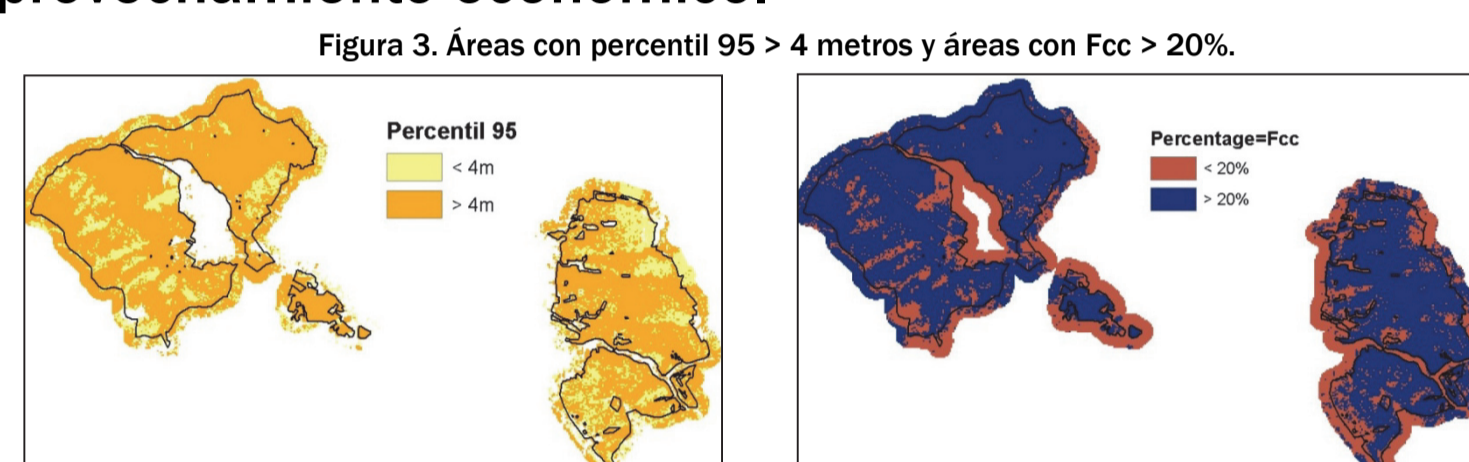 Figura 3. Áreas con percentil 95 > 4 metros y áreas con Fcc > 20%.
Percentil 95
< 4m
> 4m
Percentage=Fcc
< 20%
> 20%